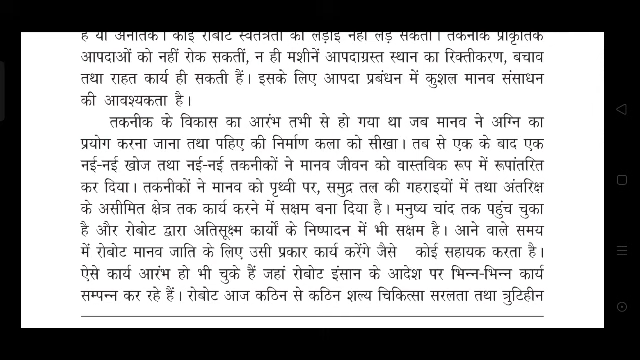 है या अनैतिक। कोई रोबोट स्वतंत्रता की लड़ाई नहीं लड़ सकता। तकनीक प्राकृतिक
आपदाओं को नहीं रोक सकतीं, न ही मशीनें आपदाग्रस्त स्थान का रिक्तीकरण, बचाव
तथा राहत कार्य ही सकती हैं। इसके लिए आपदा प्रबंधन में कुशल मानव संसाधन
की आवश्यकता है।
तकनीक के विकास का आरंभ तभी से हो गया था जब मानव ने अग्नि का
प्रयोग करना जाना तथा पहिए की निर्माण कला को सीखा। तब से एक के बाद एक
नई-नई खोज तथा नई-नई तकनीकों ने मानव जीवन को वास्तविक रूप में रूपांतरित
कर दिया। तकनीकों ने मानव को पृथ्वी पर, समुद्र तल की गहराइयों में तथा अंतरिक्ष
के असीमित क्षेत्र तक कार्य करने में सक्षम बना दिया है। मनुष्य चांद तक पहुंच चुका
है और रोबोट द्वारा अतिसूक्ष्म कार्यों के निष्पादन में भी सक्षम है। आने वाले समय
में रोबोट मानव जाति के लिए उसी प्रकार कार्य करेंगे जैसे कोई सहायक करता है।
ऐसे कार्य आरंभ हो भी चुके हैं जहां रोबोट इंसान के आदेश पर भिन्न-भिन्न कार्य
सम्पन्न कर रहे हैं। रोबोट आज कठिन से कठिन शल्य चिकित्सा सरलता तथा त्रुटिहीन